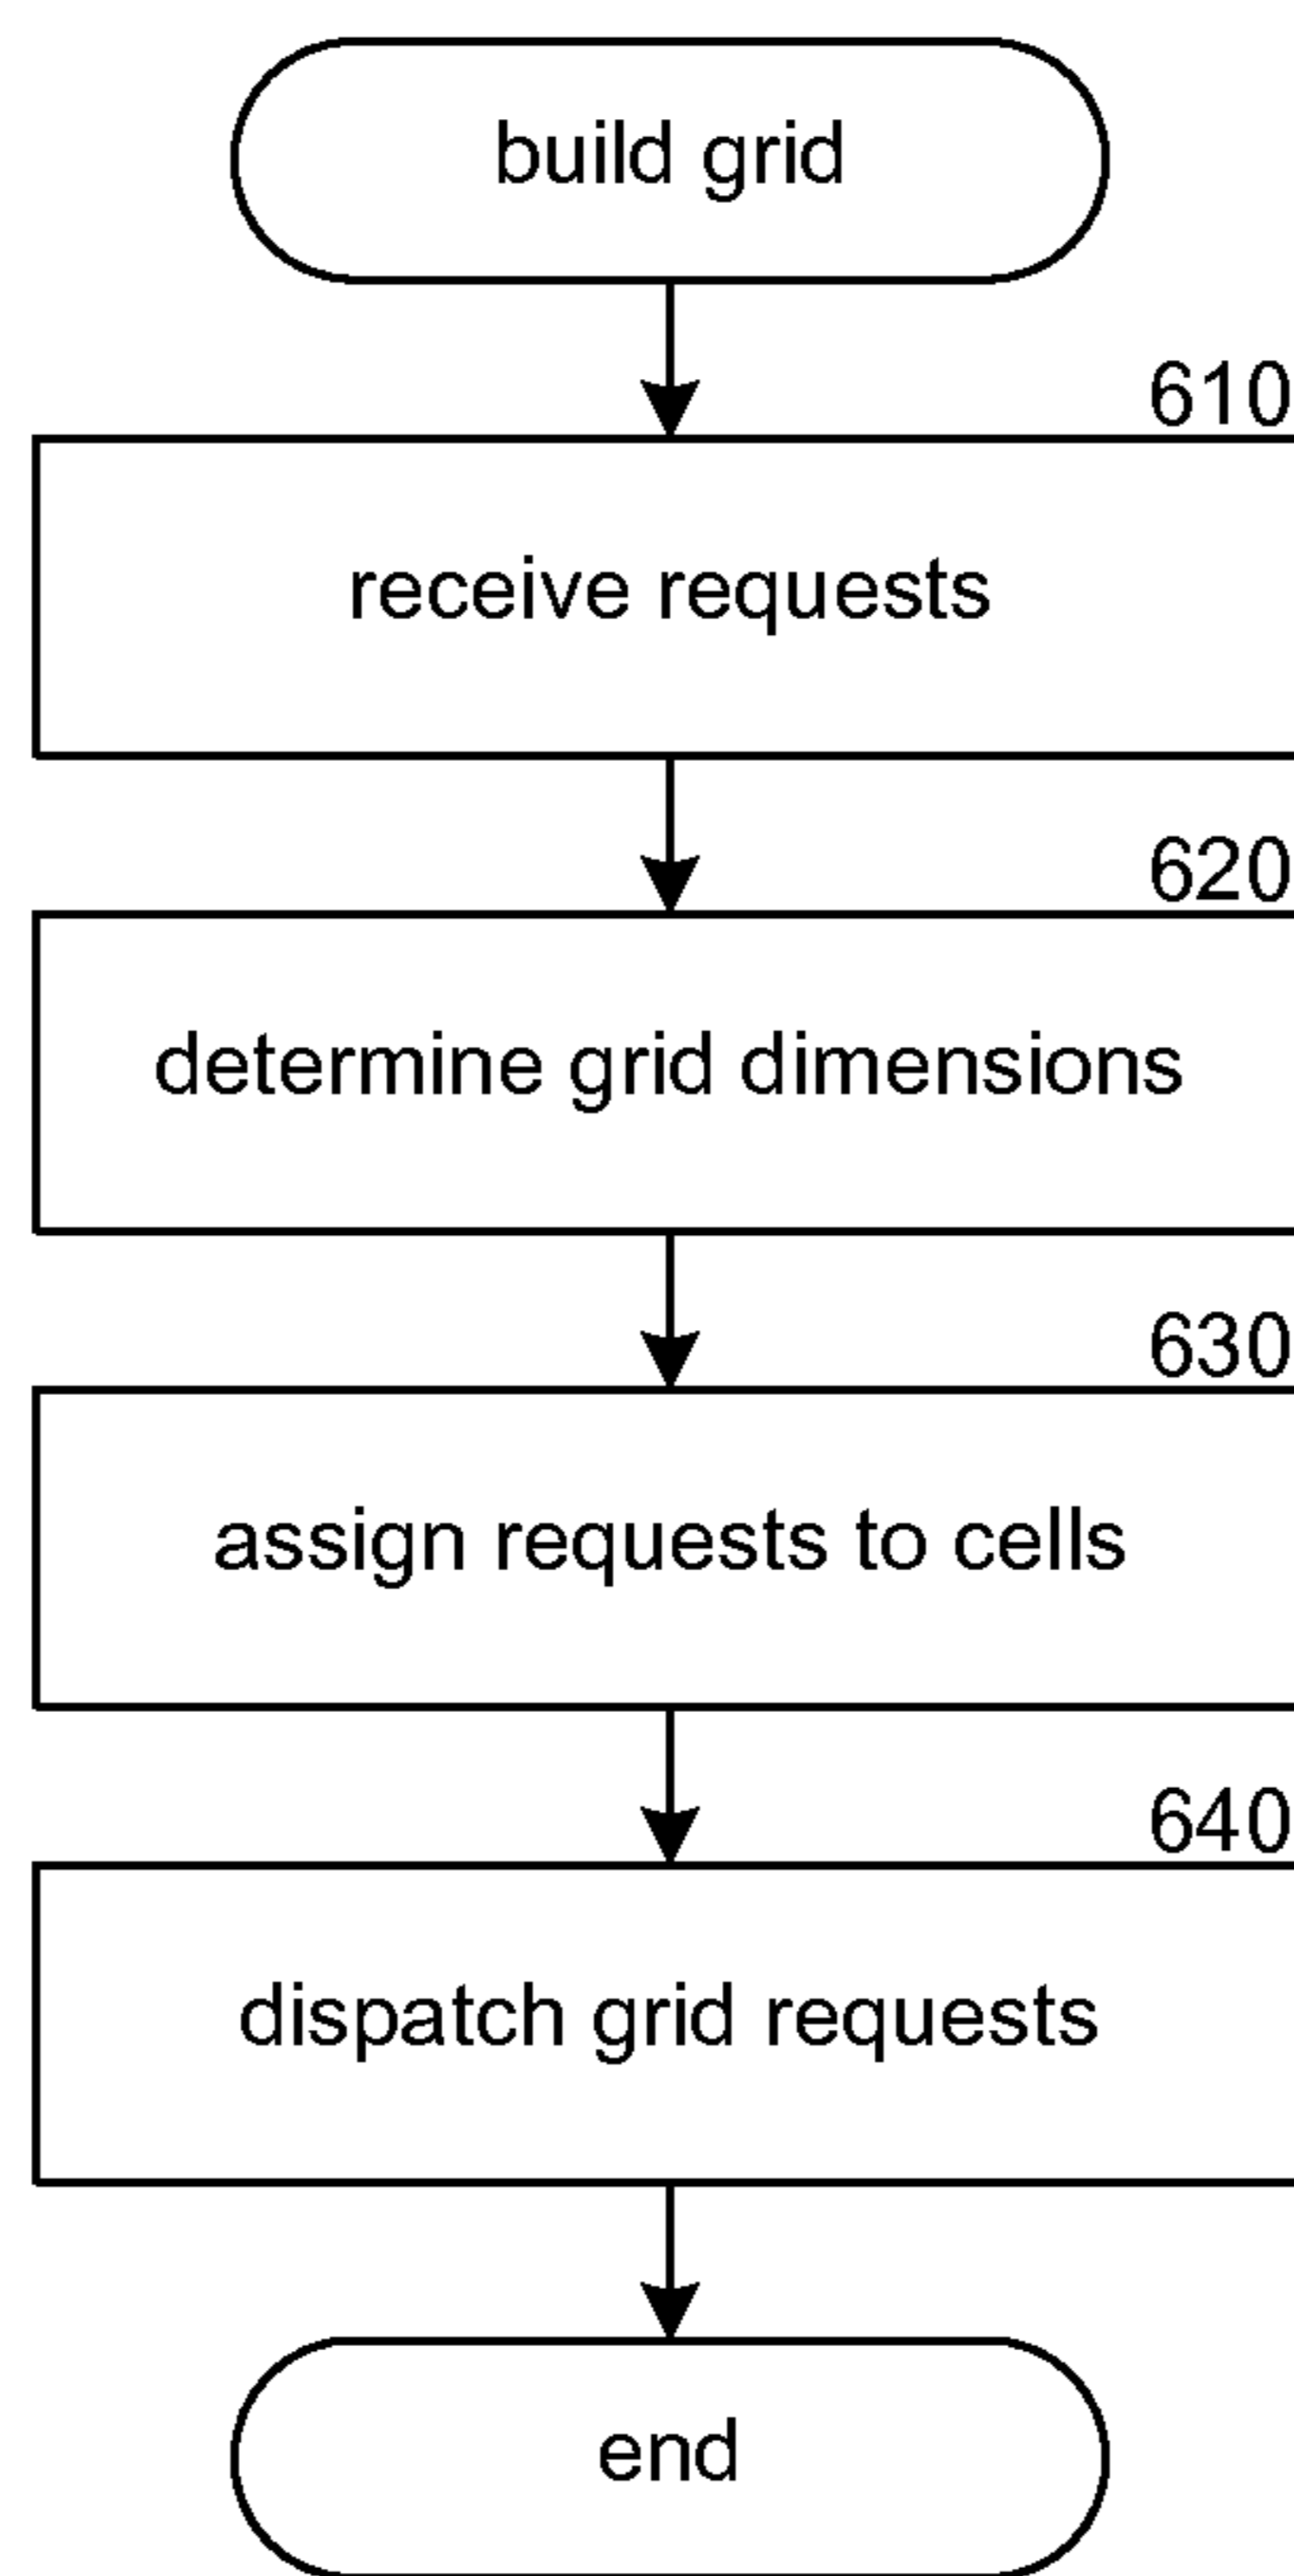 build grid
610
receive requests
620
determine grid dimensions
630
assign requests to cells
640
dispatch grid requests
end